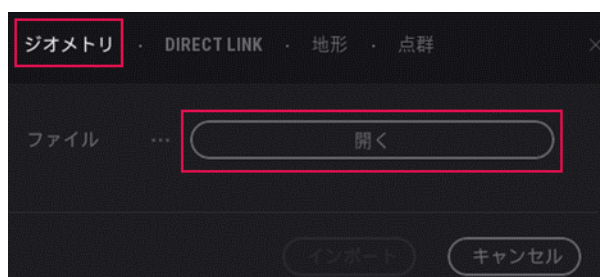 ジオメトリ · DIRECT LINK · 地形 · 点群 ×
ファイル … 開く
インポート キャンセル